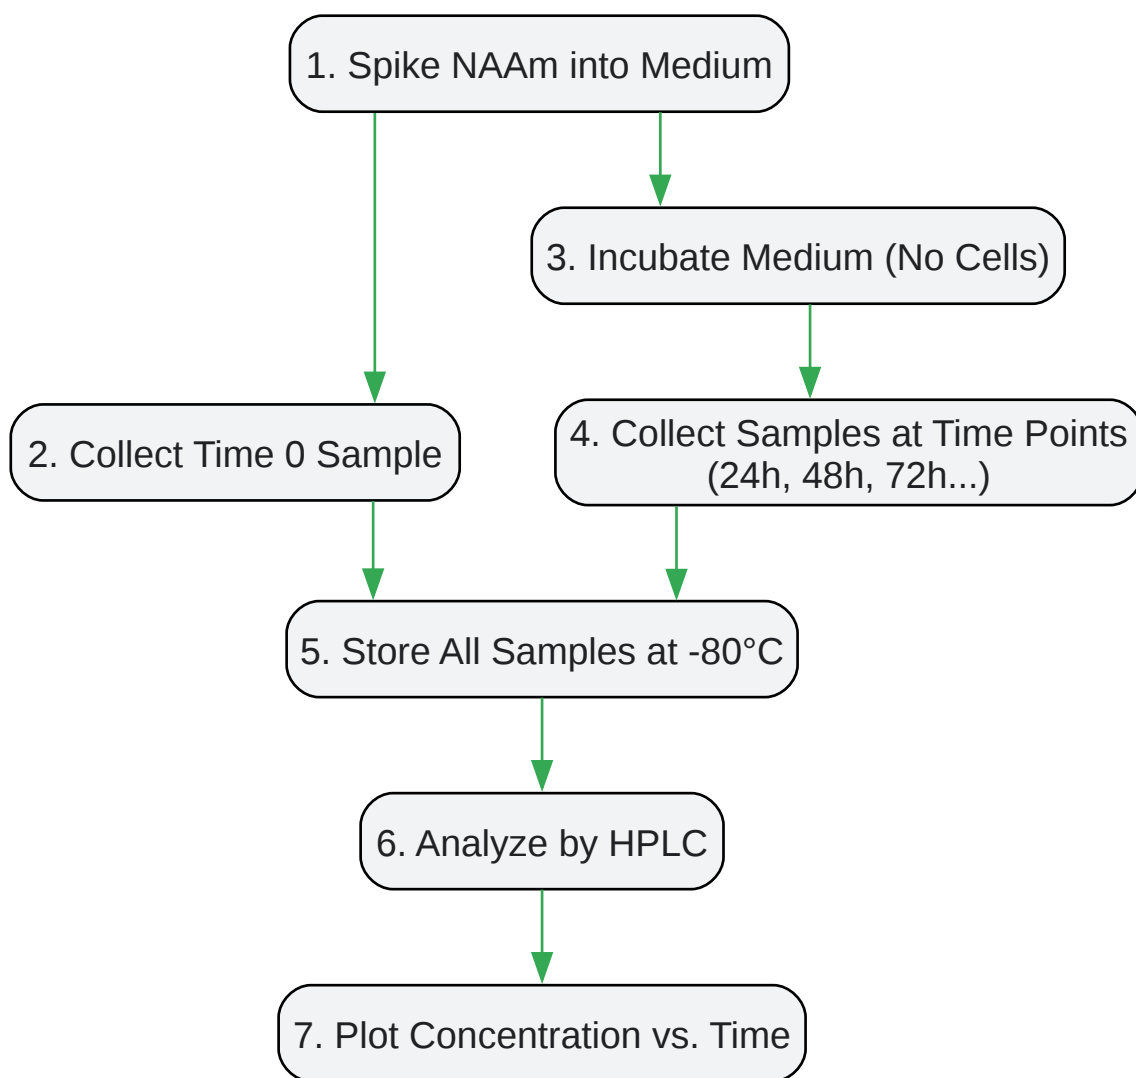 1. Spike NAAm into Medium
3. Incubate Medium (No Cells)
2. Collect Time 0 Sample
4. Collect Samples at Time Points
(24h, 48h, 72h...)
5. Store All Samples at -80°C
6. Analyze by HPLC
7. Plot Concentration vs. Time